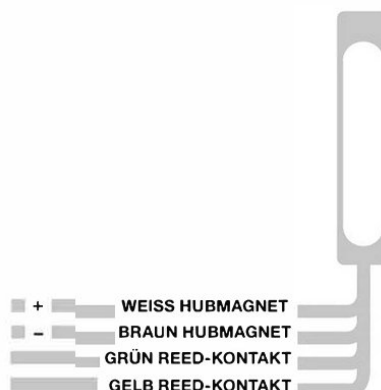 + WEISS HUBMAGNET
- BRAUN HUBMAGNET
GRÜN REED-KONTAKT
GELB REED-KONTAKT